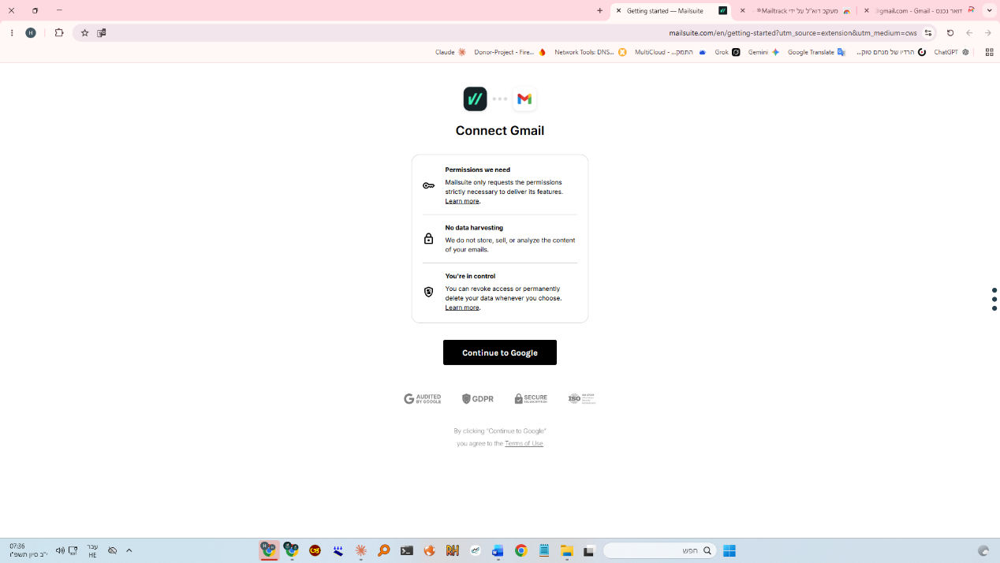 Getting started — Mailsuite
Mailtrack® מעקב דוא"ל על ידי
דואר נכנס - Gmail - @gmail.com
H
mailsuite.com/en/getting-started?utm_source=extension&utm_medium=cws
Claude
Donor-Project - Fire...
Network Tools: DNS...
MultiCloud - ...התמק
Grok
Gemini
Google Translate
הרדיו של מנחם טוק...
ChatGPT
Connect Gmail
Permissions we need
Mailsuite only requests the permissions
strictly necessary to deliver its features.
Learn more.
No data harvesting
We do not store, sell, or analyze the content
of your emails.
You're in control
You can revoke access or permanently
delete your data whenever you choose.
Learn more.
Continue to Google
AUDITED
BY GOOGLE
GDPR
SECURE
SSL ENCRYPTION
ISO
By clicking "Continue to Google"
you agree to the Terms of Use
07:36
י"ב סיון תשפ"ו
עבר
HE
RH
חפש